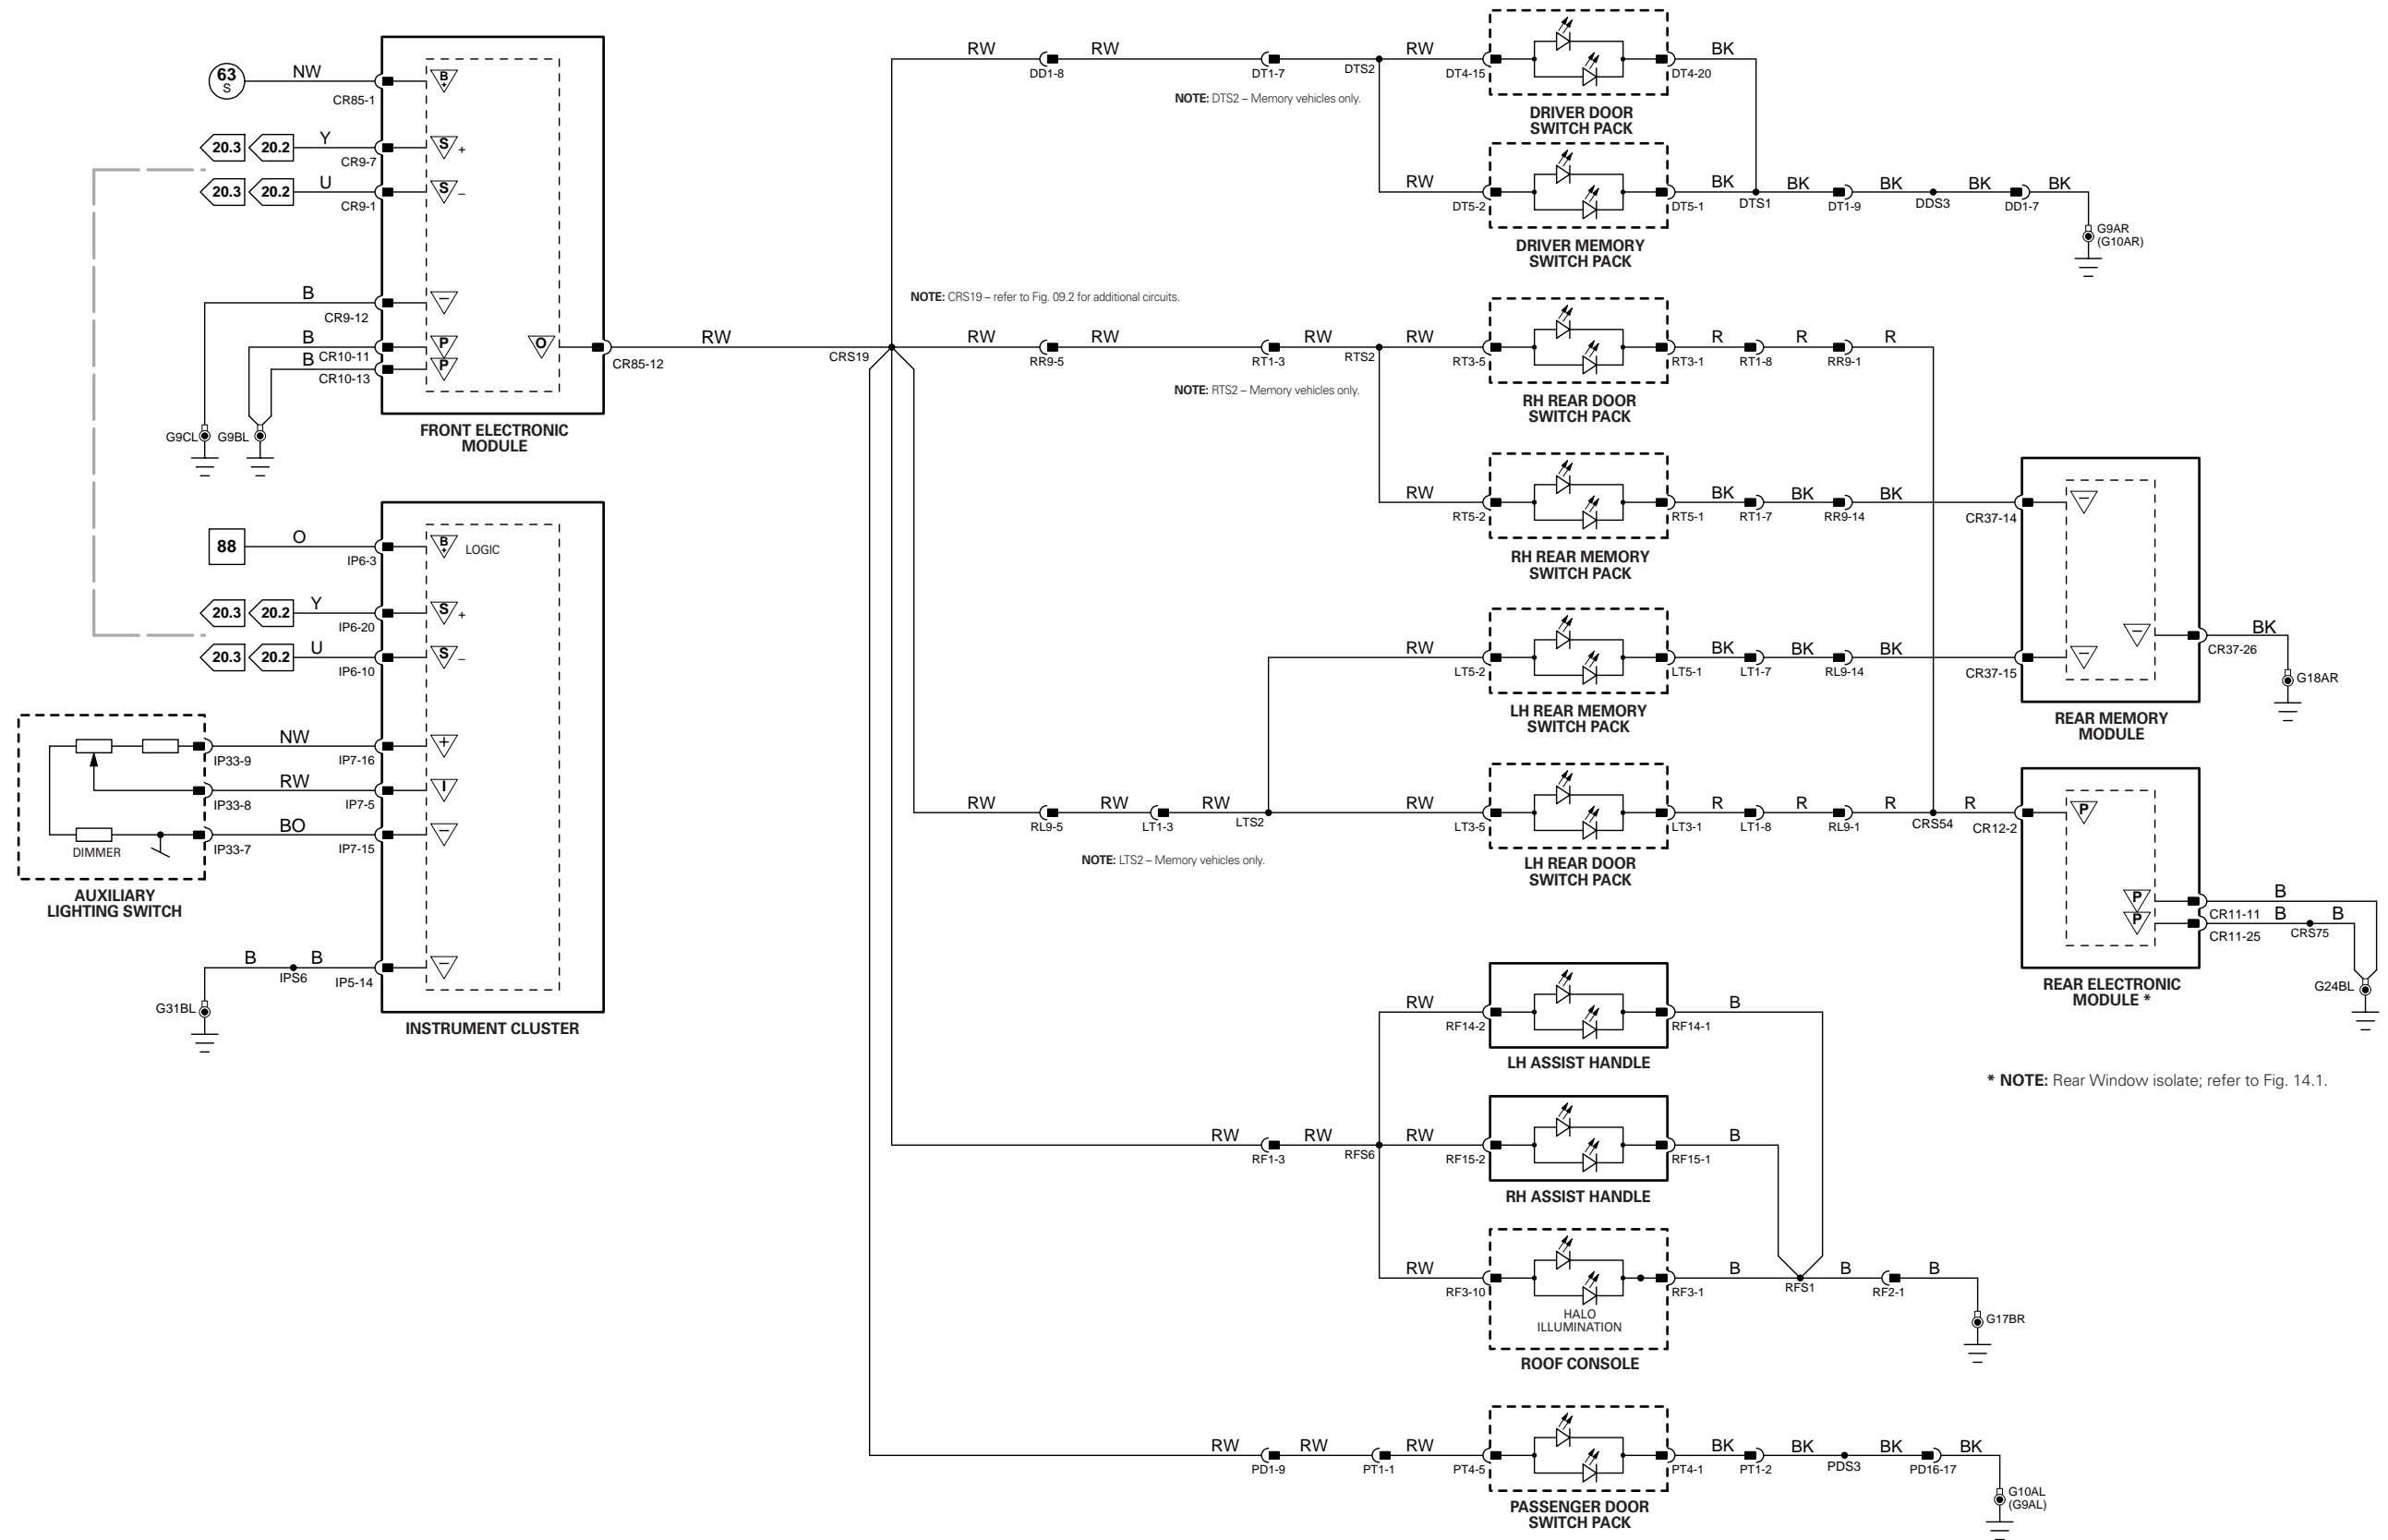 63
S
NW
CR85-1
B
+
20.3
20.2
Y
CR9-7
S
+
20.3
20.2
U
CR9-1
S
–
B
CR9-12
–
B
CR10-11
P
B
CR10-13
P
G9CL
G9BL
O
CR85-12
RW
CRS19
FRONT ELECTRONIC
MODULE
88
O
IP6-3
B
+
LOGIC
20.3
20.2
Y
IP6-20
S
+
20.3
20.2
U
IP6-10
S
–
NW
IP33-9
IP7-16
+
RW
IP33-8
IP7-5
I
BO
IP33-7
IP7-15
–
DIMMER
AUXILIARY
LIGHTING SWITCH
B
IPS6
B
IP5-14
–
G31BL
INSTRUMENT CLUSTER
RW
DD1-8
RW
DT1-7
DTS2
RW
DT4-15
DT4-20
BK
NOTE: DTS2 – Memory vehicles only.
DRIVER DOOR
SWITCH PACK
RW
DT5-2
DT5-1
BK
DTS1
BK
DT1-9
BK
DDS3
BK
DD1-7
BK
G9AR
(G10AR)
DRIVER MEMORY
SWITCH PACK
NOTE: CRS19 – refer to Fig. 09.2 for additional circuits.
RW
RR9-5
RW
RT1-3
RW
RTS2
RW
RT3-5
RT3-1
R
RT1-8
R
RR9-1
R
NOTE: RTS2 – Memory vehicles only.
RH REAR DOOR
SWITCH PACK
RW
RT5-2
RT5-1
BK
RT1-7
BK
RR9-14
BK
CR37-14
–
RH REAR MEMORY
SWITCH PACK
RW
LT5-2
LT5-1
BK
LT1-7
BK
RL9-14
BK
CR37-15
–
–
CR37-26
BK
G18AR
LH REAR MEMORY
SWITCH PACK
REAR MEMORY
MODULE
RW
RL9-5
RW
LT1-3
RW
LTS2
RW
LT3-5
LT3-1
R
LT1-8
R
RL9-1
R
CRS54
R
CR12-2
P
NOTE: LTS2 – Memory vehicles only.
LH REAR DOOR
SWITCH PACK
P
CR11-11
B
P
CR11-25
B
CRS75
B
G24BL
REAR ELECTRONIC
MODULE *
RW
RF14-2
RF14-1
B
LH ASSIST HANDLE
* NOTE: Rear Window isolate; refer to Fig. 14.1.
RW
RF1-3
RW
RFS6
RW
RF15-2
RF15-1
B
RH ASSIST HANDLE
RW
RF3-10
RF3-1
B
RFS1
B
RF2-1
B
G17BR
HALO
ILLUMINATION
ROOF CONSOLE
RW
PD1-9
RW
PT1-1
RW
PT4-5
PT4-1
BK
PT1-2
BK
PDS3
BK
PD16-17
BK
G10AL
(G9AL)
PASSENGER DOOR
SWITCH PACK